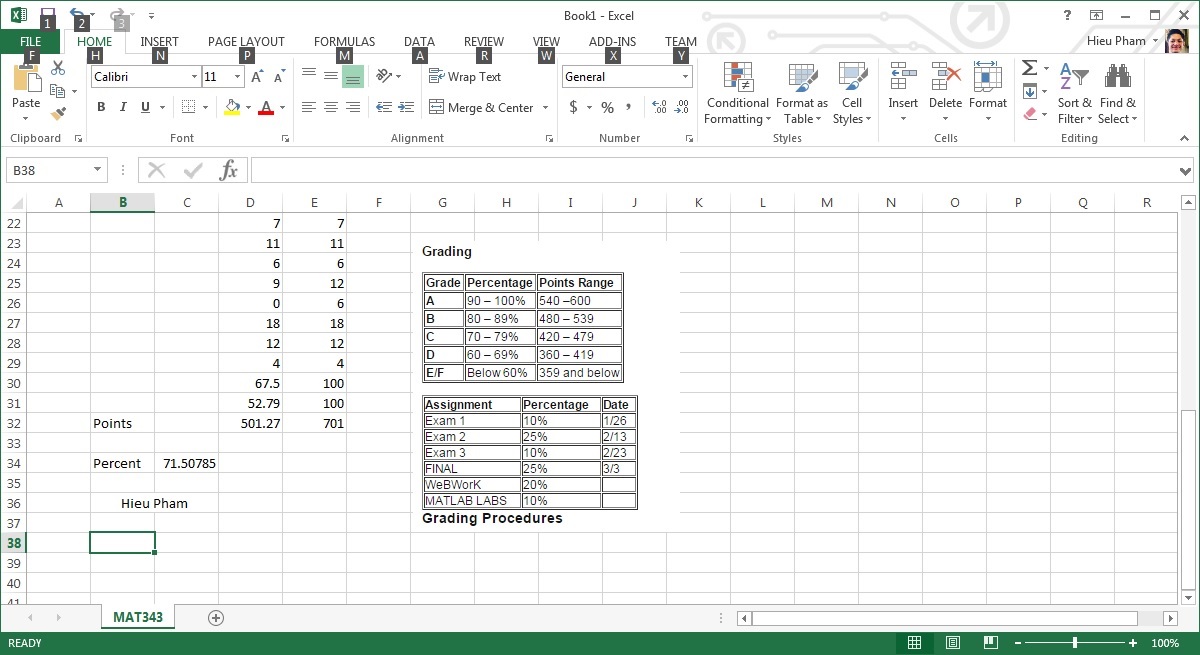 Book1 - Excel
1 2 3
FILE HOME INSERT PAGE LAYOUT FORMULAS DATA REVIEW VIEW ADD-INS TEAM Hieu Pham
F H N P M A R W X Y
Paste Calibri 11 Wrap Text General Conditional Format as Cell Insert Delete Format Sort & Find &
B I U Merge & Center $ % , Formatting Table Styles Filter Select
Clipboard Font Alignment Number Styles Cells Editing
B38 fx
A B C D E F G H I J K L M N O P Q R
22 7 7
23 11 11
24 6 6
25 9 12
26 0 6
27 18 18
28 12 12
29 4 4
30 67.5 100
31 52.79 100
32 Points 501.27 701
33
34 Percent 71.50785
35
36 Hieu Pham
37
38
39
40
41
Grading
Grade Percentage Points Range
A 90 – 100% 540 –600
B 80 – 89% 480 – 539
C 70 – 79% 420 – 479
D 60 – 69% 360 – 419
E/F Below 60% 359 and below
Assignment Percentage Date
Exam 1 10% 1/26
Exam 2 25% 2/13
Exam 3 10% 2/23
FINAL 25% 3/3
WeBWorK 20%
MATLAB LABS 10%
Grading Procedures
MAT343
READY 100%